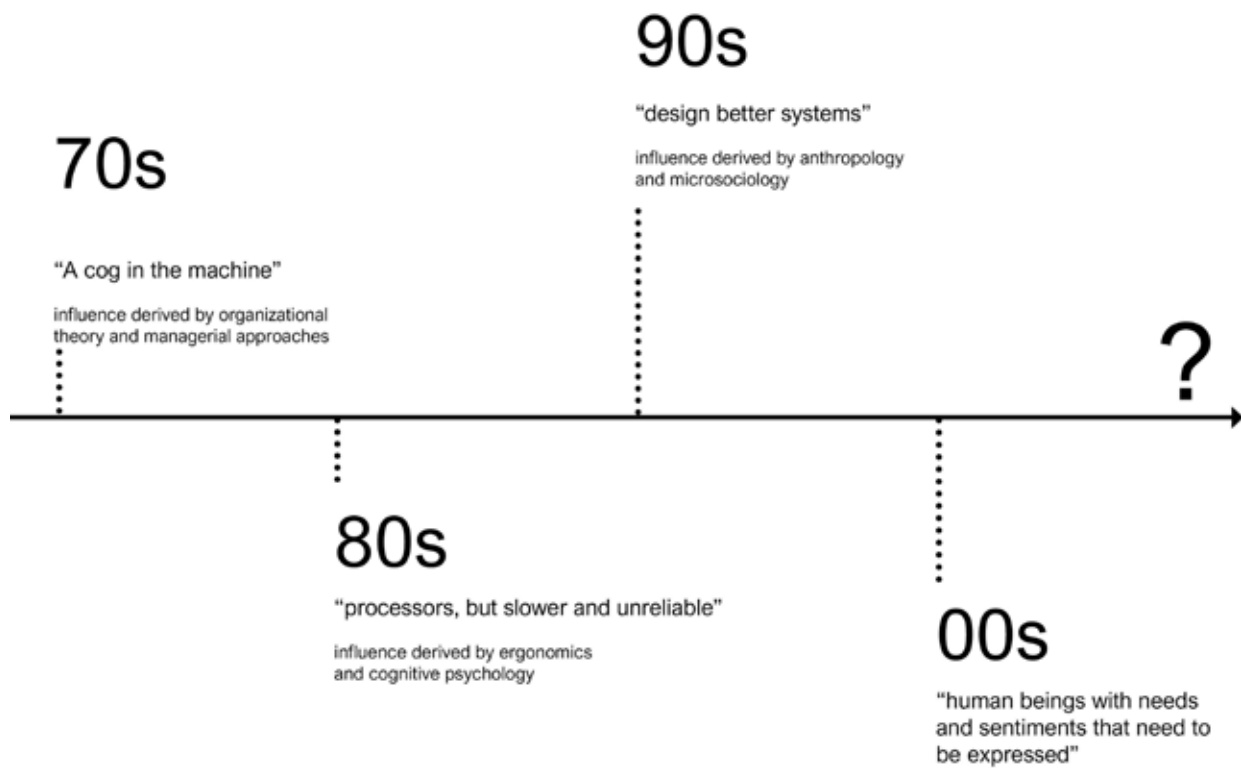 70s
“A cog in the machine”
influence derived by organizational
theory and managerial approaches
80s
“processors, but slower and unreliable”
influence derived by ergonomics
and cognitive psychology
90s
“design better systems”
influence derived by anthropology
and microsociology
00s
“human beings with needs
and sentiments that need to
be expressed”
?